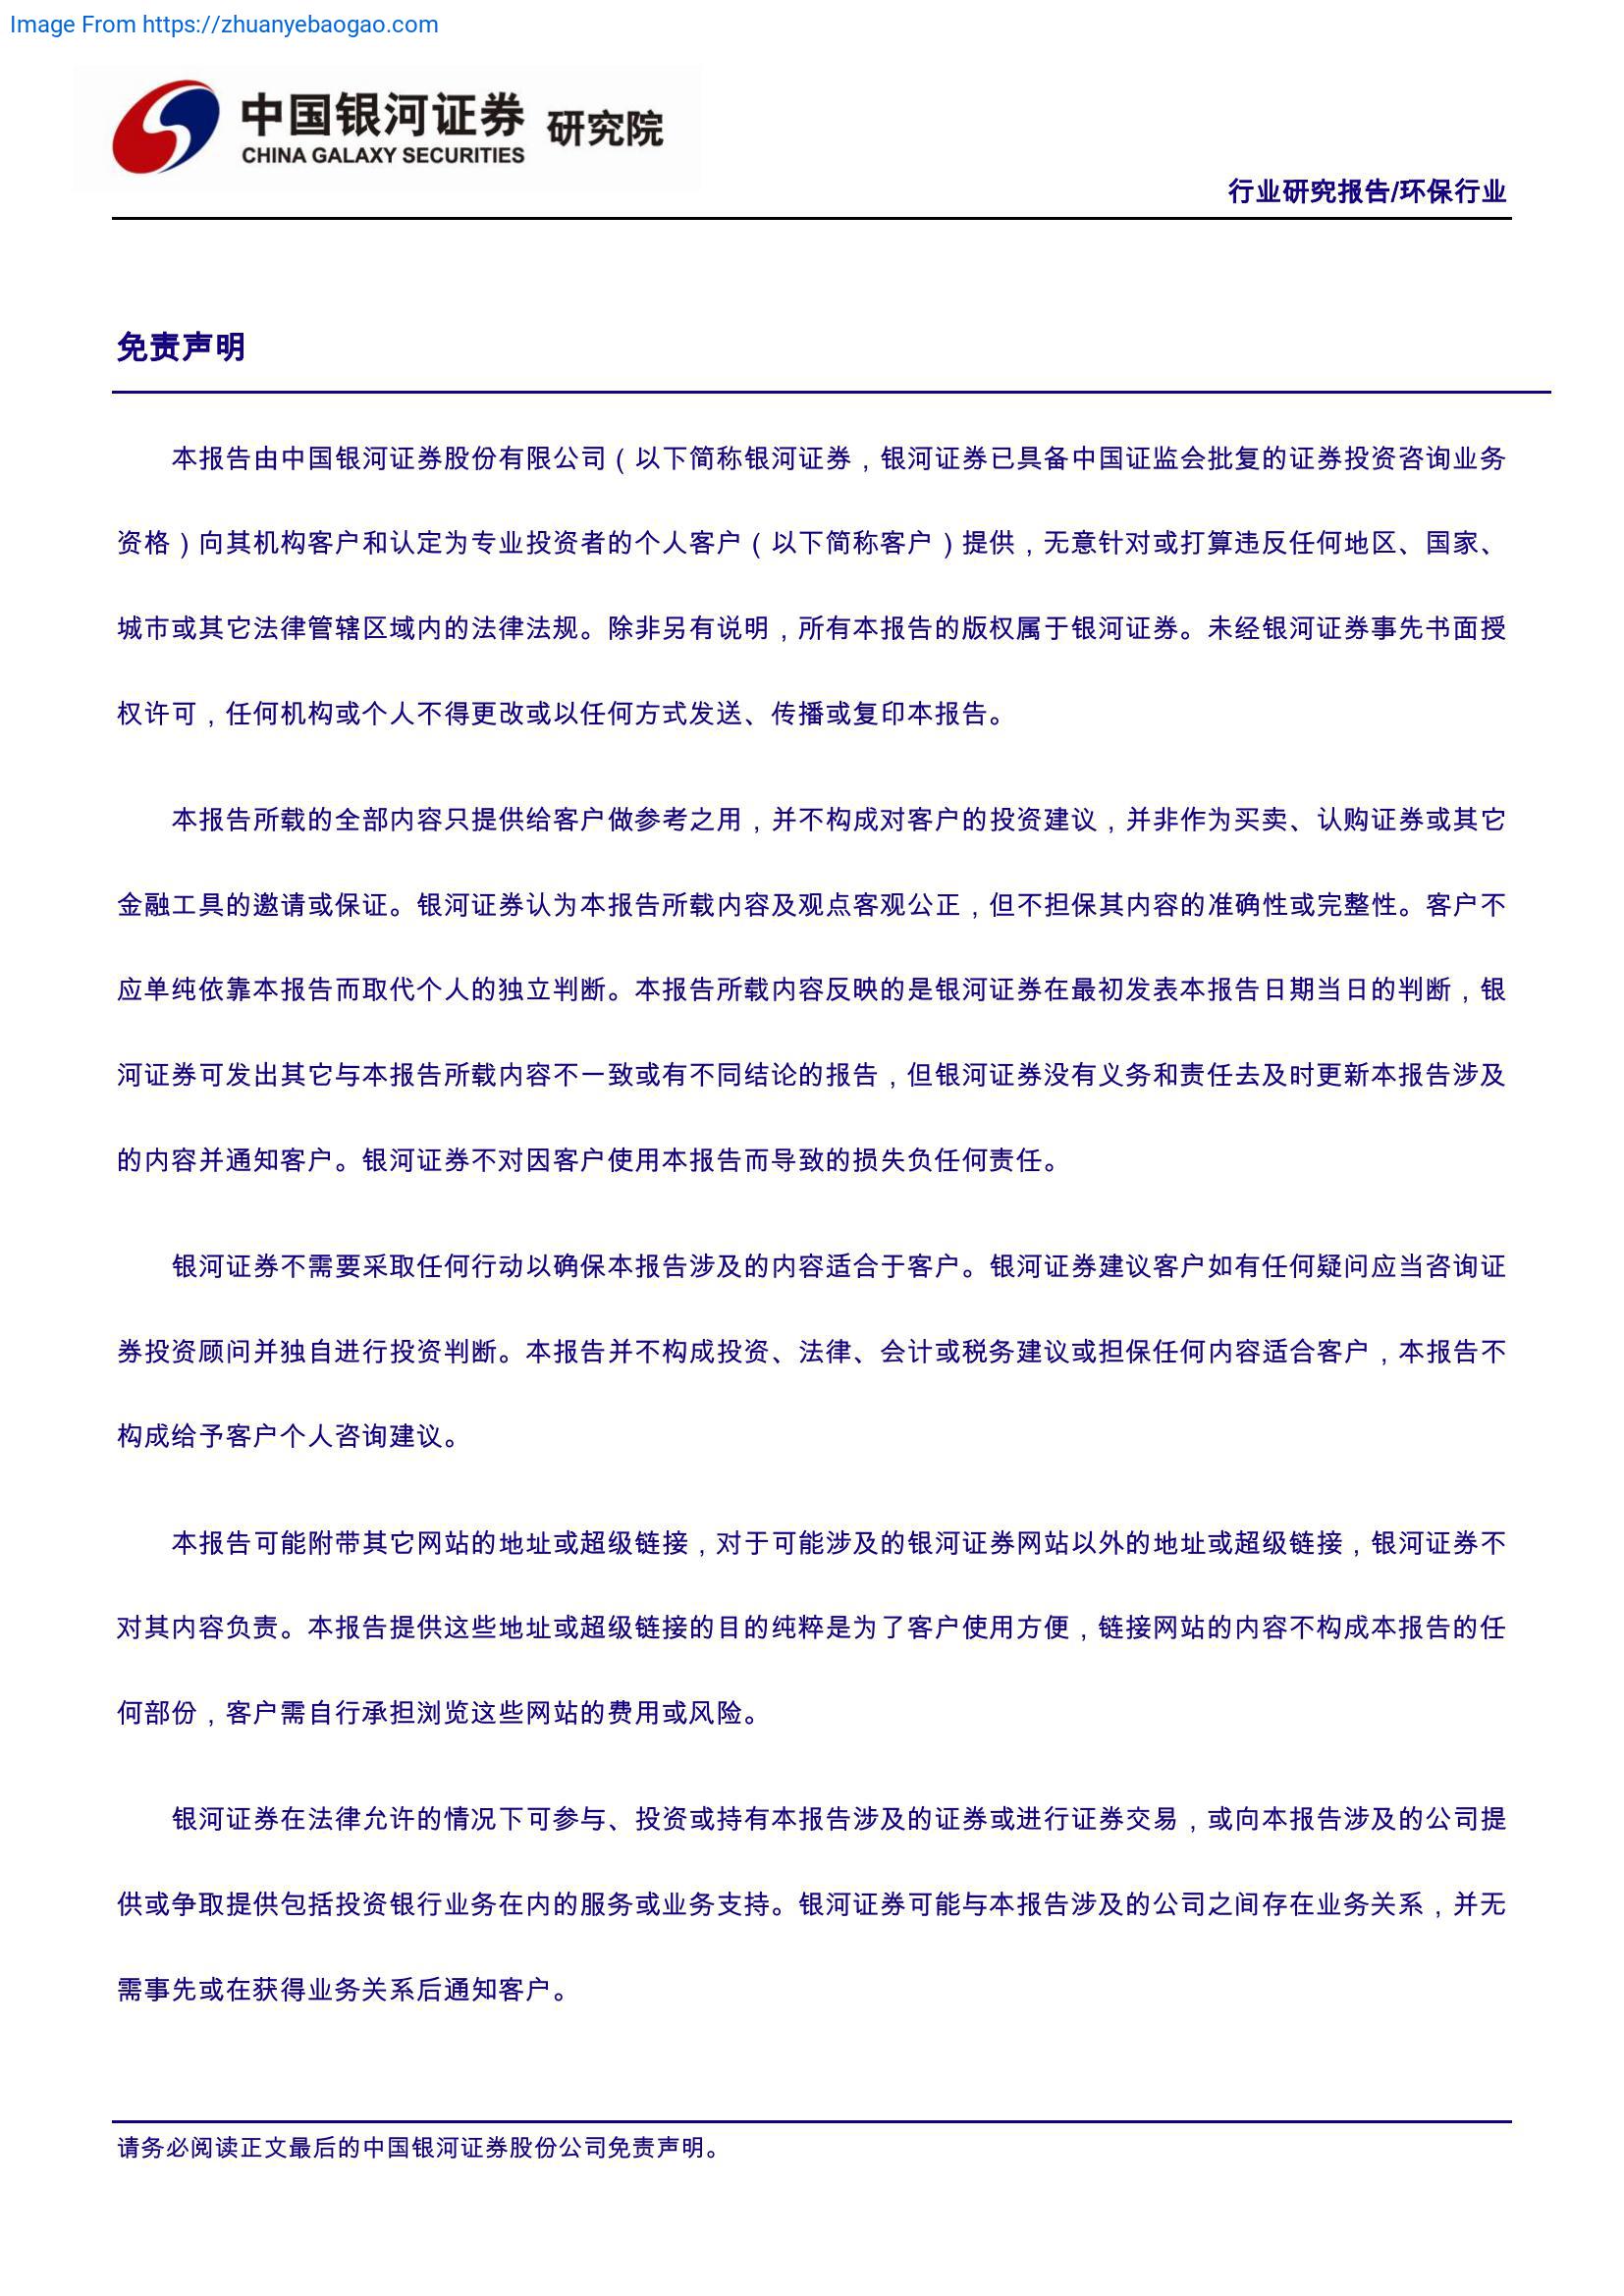 Image From https://zhuanyebaogao.com
中国银河证券 研究院
CHINA GALAXY SECURITIES
行业研究报告/环保行业
免责声明
本报告由中国银河证券股份有限公司（以下简称银河证券，银河证券已具备中国证监会批复的证券投资咨询业务
资格）向其机构客户和认定为专业投资者的个人客户（以下简称客户）提供，无意针对或打算违反任何地区、国家、
城市或其它法律管辖区域内的法律法规。除非另有说明，所有本报告的版权属于银河证券。未经银河证券事先书面授
权许可，任何机构或个人不得更改或以任何方式发送、传播或复印本报告。
本报告所载的全部内容只提供给客户做参考之用，并不构成对客户的投资建议，并非作为买卖、认购证券或其它
金融工具的邀请或保证。银河证券认为本报告所载内容及观点客观公正，但不担保其内容的准确性或完整性。客户不
应单纯依靠本报告而取代个人的独立判断。本报告所载内容反映的是银河证券在最初发表本报告日期当日的判断，银
河证券可发出其它与本报告所载内容不一致或有不同结论的报告，但银河证券没有义务和责任去及时更新本报告涉及
的内容并通知客户。银河证券不对因客户使用本报告而导致的损失负任何责任。
银河证券不需要采取任何行动以确保本报告涉及的内容适合于客户。银河证券建议客户如有任何疑问应当咨询证
券投资顾问并独自进行投资判断。本报告并不构成投资、法律、会计或税务建议或担保任何内容适合客户，本报告不
构成给予客户个人咨询建议。
本报告可能附带其它网站的地址或超级链接，对于可能涉及的银河证券网站以外的地址或超级链接，银河证券不
对其内容负责。本报告提供这些地址或超级链接的目的纯粹是为了客户使用方便，链接网站的内容不构成本报告的任
何部份，客户需自行承担浏览这些网站的费用或风险。
银河证券在法律允许的情况下可参与、投资或持有本报告涉及的证券或进行证券交易，或向本报告涉及的公司提
供或争取提供包括投资银行业务在内的服务或业务支持。银河证券可能与本报告涉及的公司之间存在业务关系，并无
需事先或在获得业务关系后通知客户。
请务必阅读正文最后的中国银河证券股份公司免责声明。